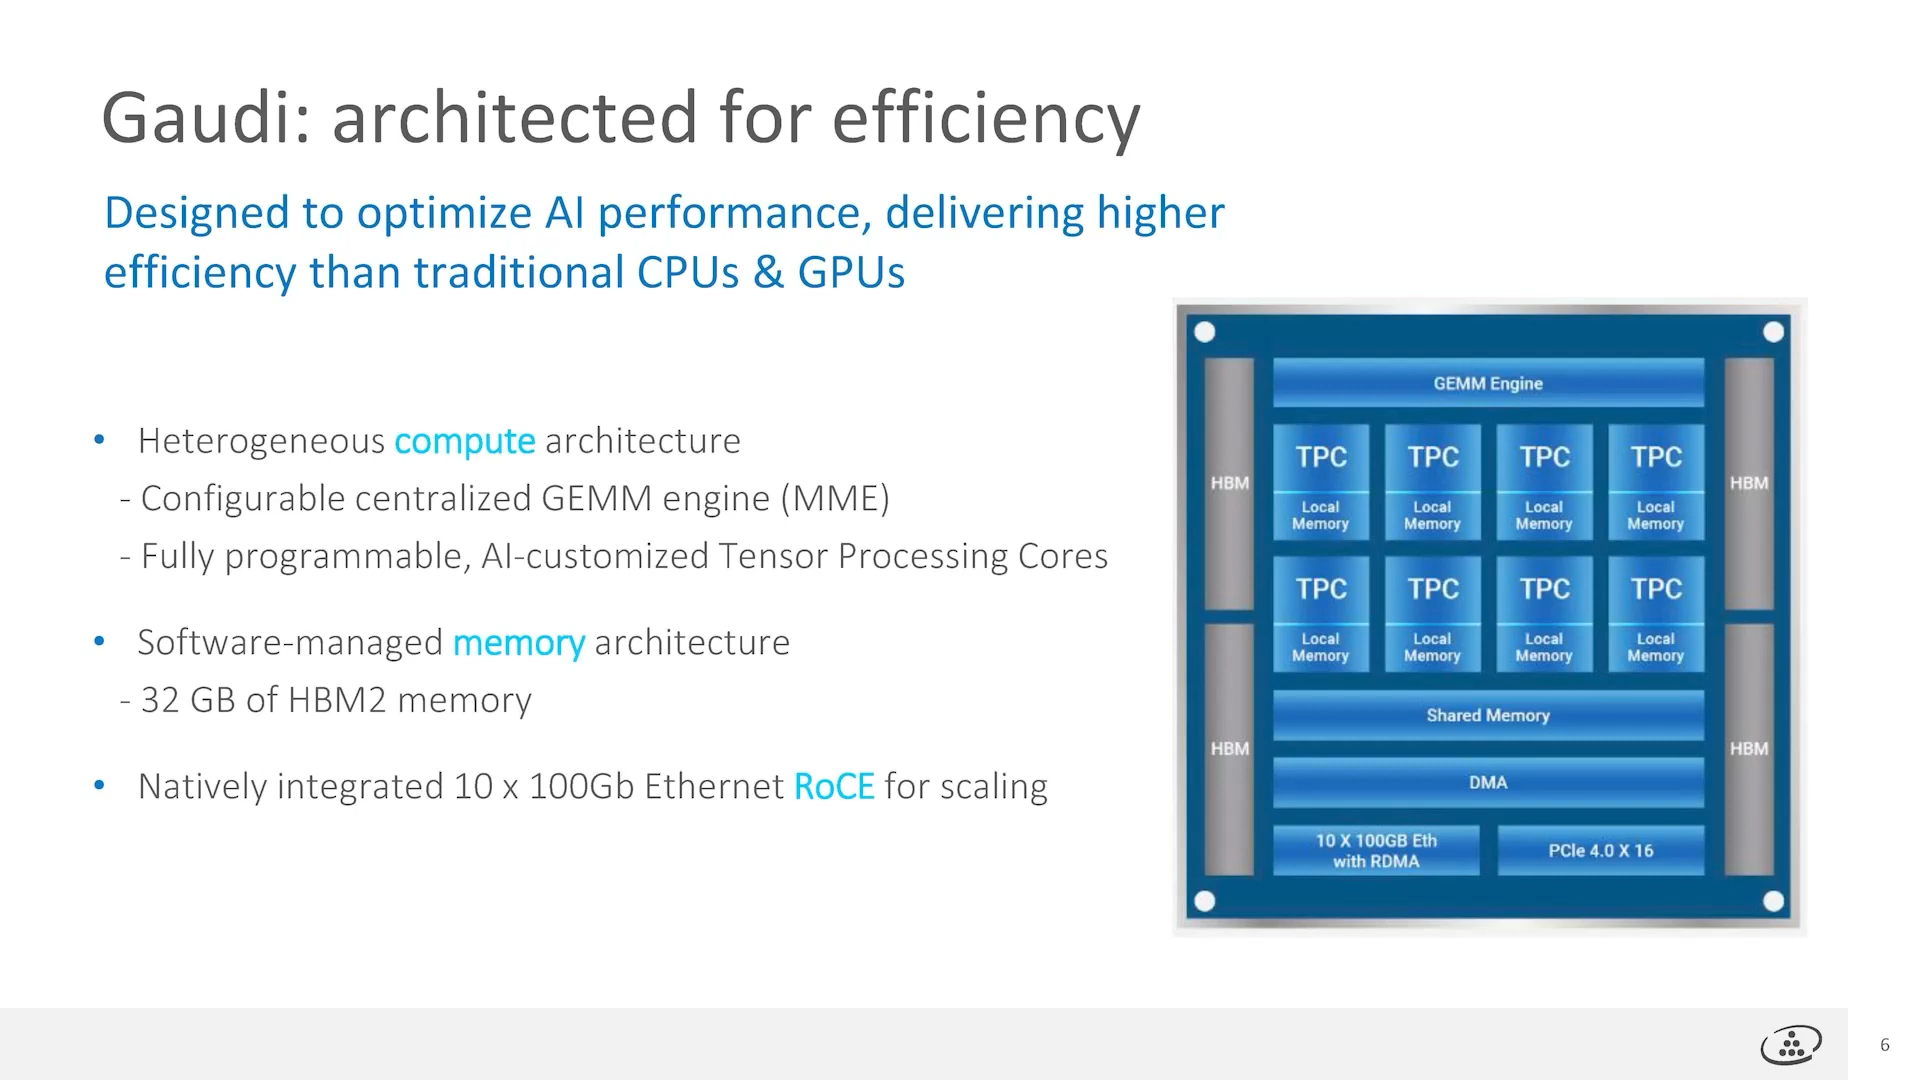 Gaudi: architected for efficiency
Designed to optimize AI performance, delivering higher
efficiency than traditional CPUs & GPUs
• Heterogeneous compute architecture
- Configurable centralized GEMM engine (MME)
- Fully programmable, AI-customized Tensor Processing Cores
• Software-managed memory architecture
- 32 GB of HBM2 memory
• Natively integrated 10 x 100Gb Ethernet RoCE for scaling
GEMM Engine
HBM
HBM
TPC
TPC
TPC
TPC
Local
Memory
Local
Memory
Local
Memory
Local
Memory
TPC
TPC
TPC
TPC
Local
Memory
Local
Memory
Local
Memory
Local
Memory
Shared Memory
HBM
HBM
DMA
10 X 100GB Eth
with RDMA
PCIe 4.0 X 16
6